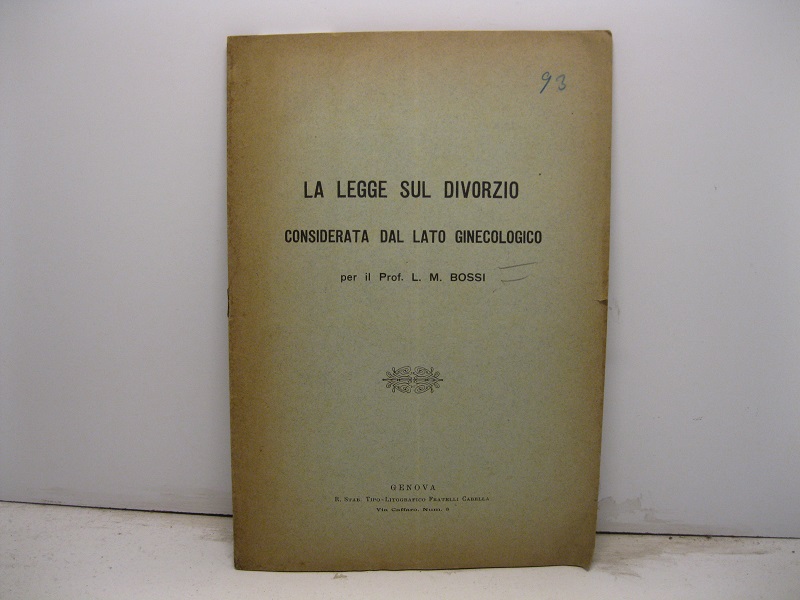 93
LA LEGGE SUL DIVORZIO
CONSIDERATA DAL LATO GINECOLOGICO
per il Prof. L. M. BOSSI
GENOVA
R. Stab. Tipo-Litografico Fratelli Carella
Via Caffaro, Num. 6